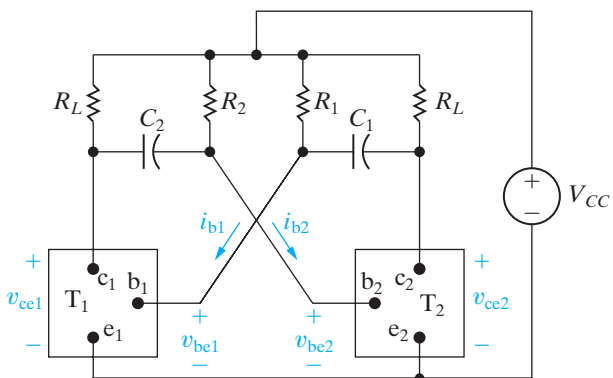 R_L C_2 R_2 R_1 C_1 R_L
+ − V_CC
i_b1 i_b2
+ v_ce1 −
T_1 c_1 b_1 e_1
+ v_be1 −
+ v_be2 −
b_2 c_2 T_2 e_2
+ v_ce2 −